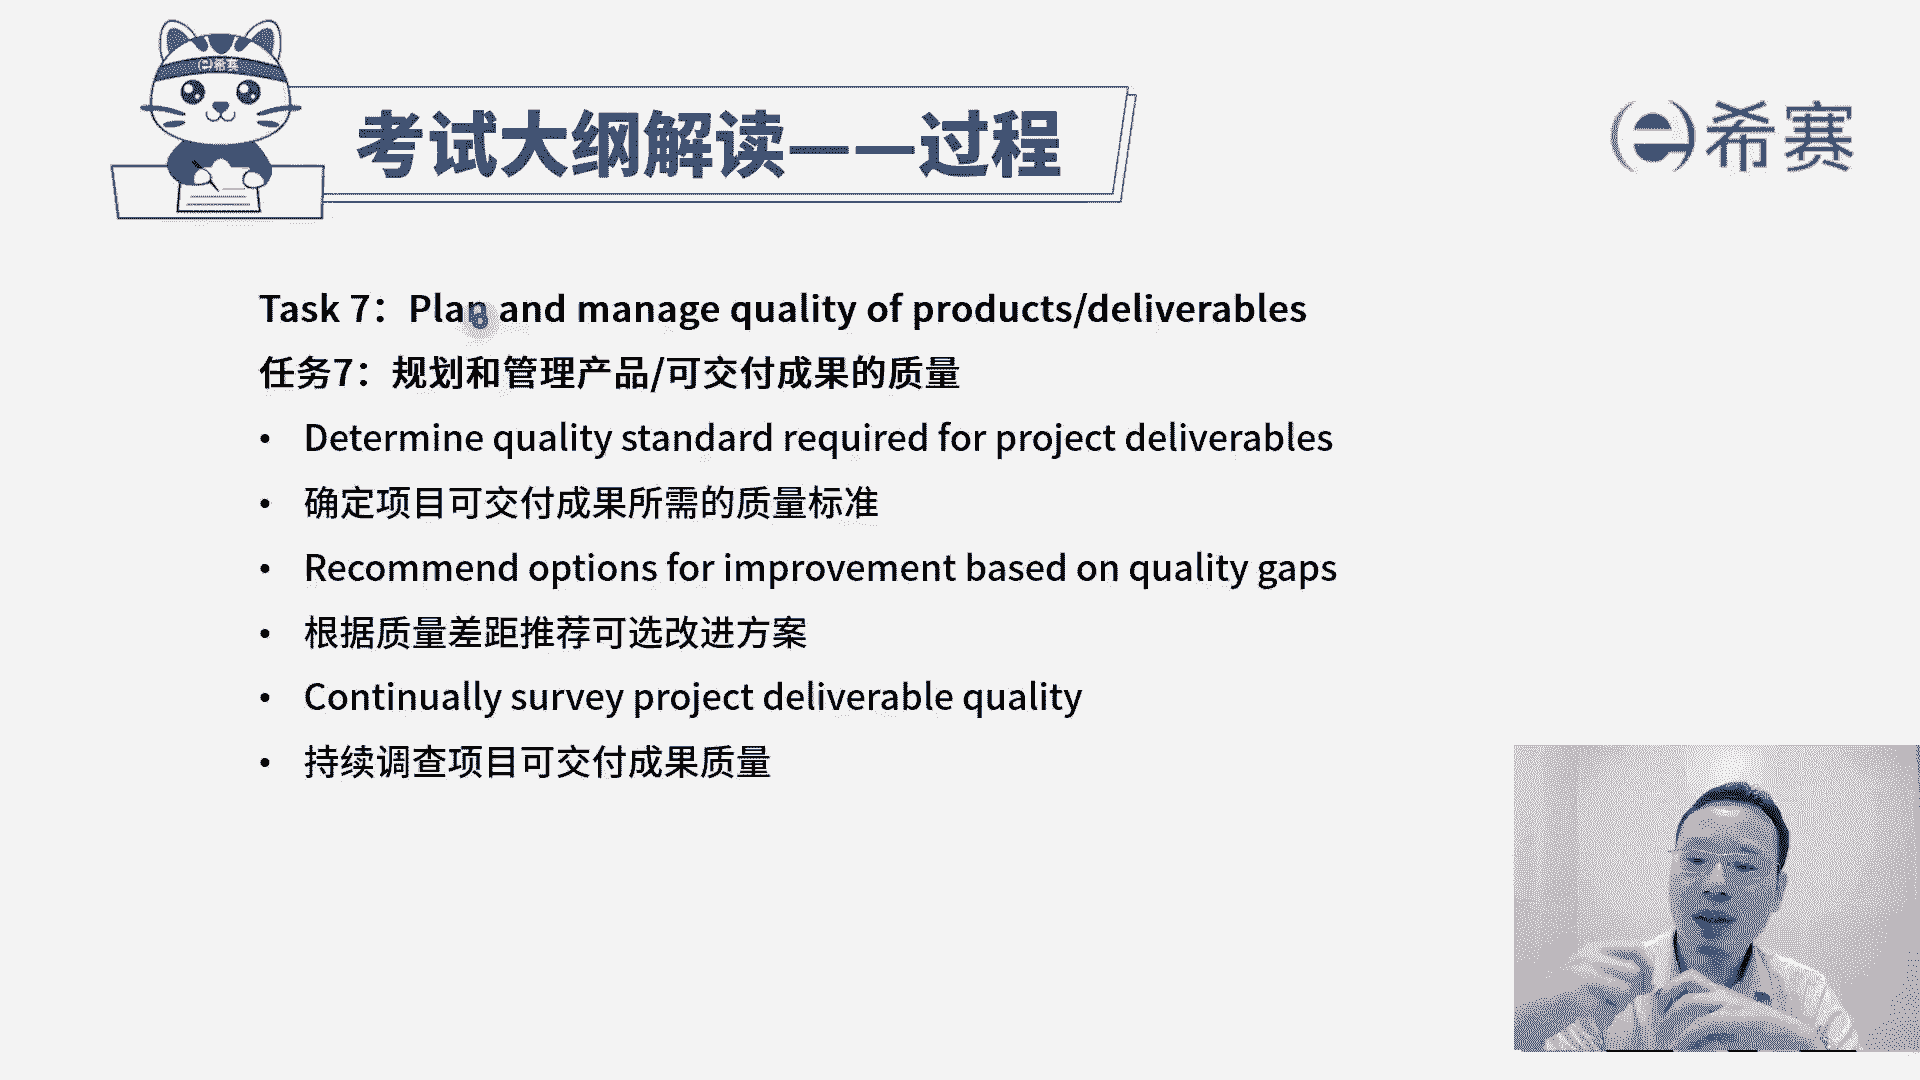 希赛
考试大纲解读——过程
希赛
Task 7：Plan and manage quality of products/deliverables
任务7：规划和管理产品/可交付成果的质量
• Determine quality standard required for project deliverables
• 确定项目可交付成果所需的质量标准
• Recommend options for improvement based on quality gaps
• 根据质量差距推荐可选改进方案
• Continually survey project deliverable quality
• 持续调查项目可交付成果质量